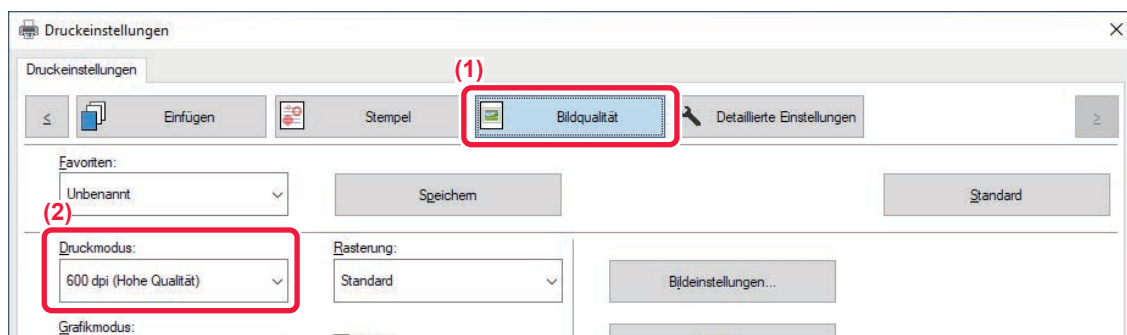 Druckeinstellungen
Druckeinstellungen
(1)
< Einfügen Stempel Bildqualität Detaillierte Einstellungen >
Favoriten:
Unbenannt Speichern Standard
(2)
Druckmodus: Rasterung:
600 dpi (Hohe Qualität) Standard Bildeinstellungen...
Grafikmodus: